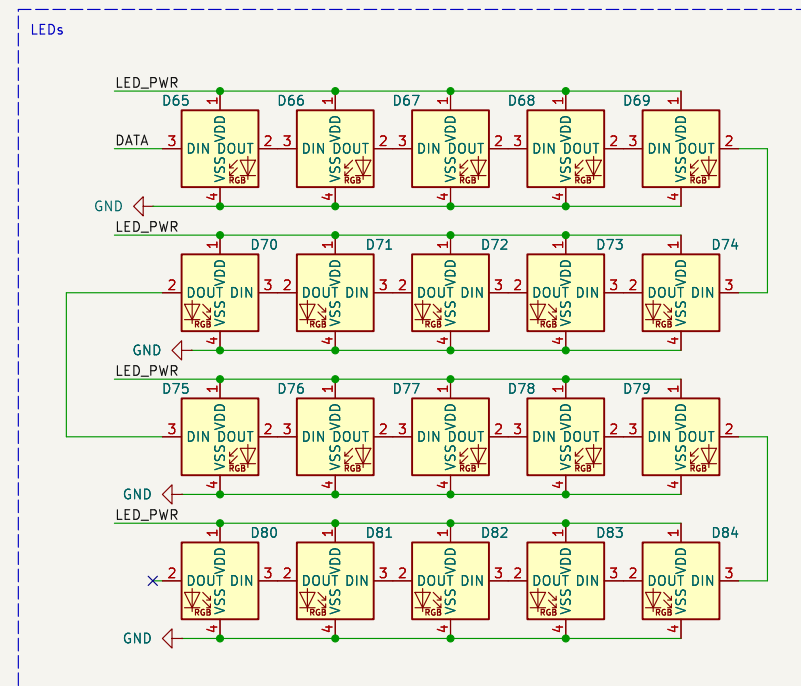 LEDs
LED_PWR
D65 1 D66 1 D67 1 D68 1 D69 1
DATA 3 DIN VDD DOUT VSS RGB 2 3 DIN VDD DOUT VSS RGB 2 3 DIN VDD DOUT VSS RGB 2 3 DIN VDD DOUT VSS RGB 2 3 DIN VDD DOUT VSS RGB 2
4 4 4 4 4
GND
LED_PWR
1 D70 1 D71 1 D72 1 D73 1 D74
2 DOUT VDD DIN VSS RGB 3 2 DOUT VDD DIN VSS RGB 3 2 DOUT VDD DIN VSS RGB 3 2 DOUT VDD DIN VSS RGB 3 2 DOUT VDD DIN VSS RGB 3
4 4 4 4 4
GND
LED_PWR
D75 1 D76 1 D77 1 D78 1 D79 1
3 DIN VDD DOUT VSS RGB 2 3 DIN VDD DOUT VSS RGB 2 3 DIN VDD DOUT VSS RGB 2 3 DIN VDD DOUT VSS RGB 2 3 DIN VDD DOUT VSS RGB 2
4 4 4 4 4
GND
LED_PWR
1 D80 1 D81 1 D82 1 D83 1 D84
2 DOUT VDD DIN VSS RGB 3 2 DOUT VDD DIN VSS RGB 3 2 DOUT VDD DIN VSS RGB 3 2 DOUT VDD DIN VSS RGB 3 2 DOUT VDD DIN VSS RGB 3
4 4 4 4 4
GND